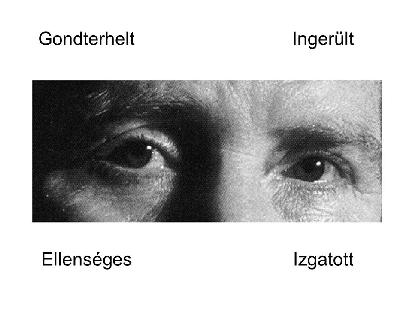 Gondterhelt Ingerült
Ellenséges Izgatott